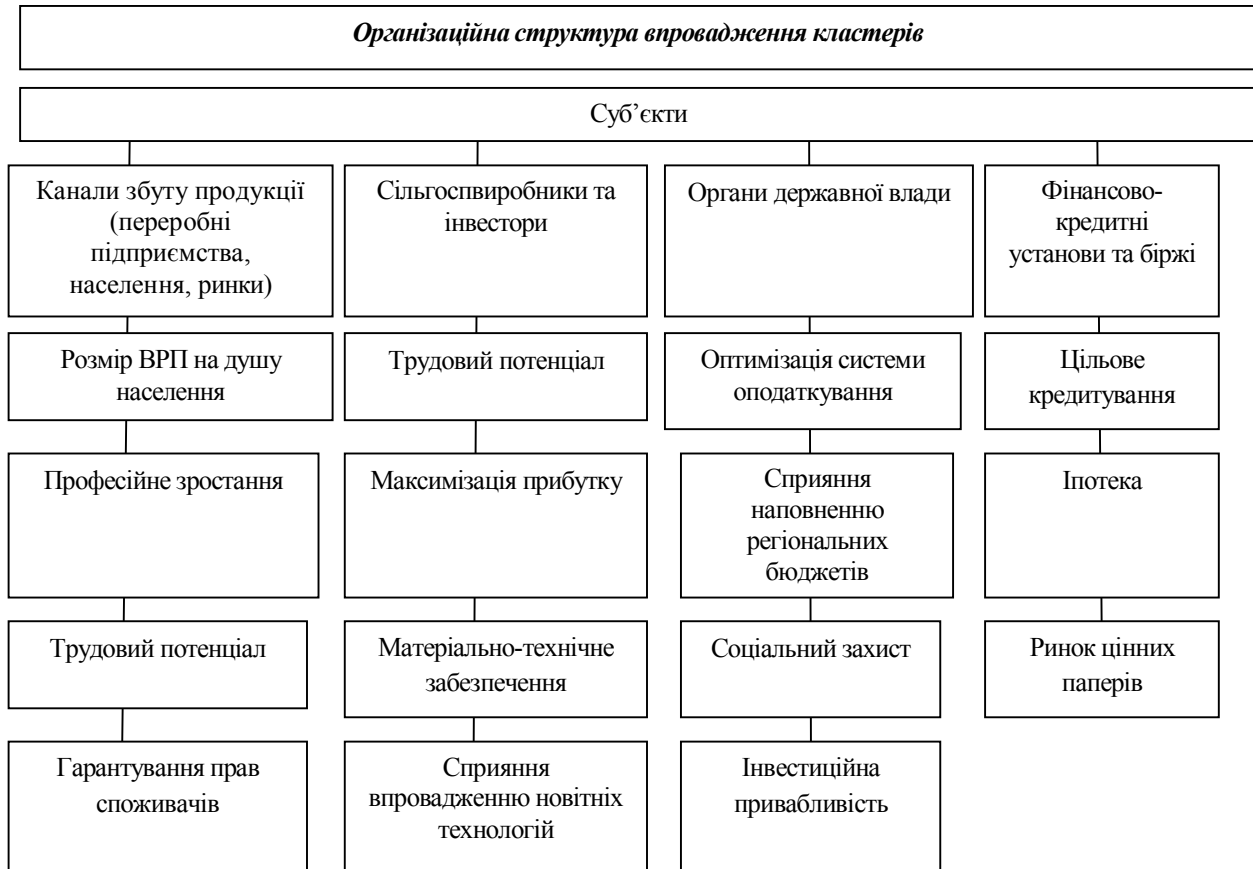 Організаційна структура впровадження кластерів
Суб’єкти
Канали збуту продукції
(переробні
підприємства,
населення, ринки)
Сільгоспвиробники та
інвестори
Органи державної влади
Фінансово-
кредитні
установи та біржі
Розмір ВРП на душу
населення
Трудовий потенціал
Оптимізація системи
оподаткування
Цільове
кредитування
Професійне зростання
Максимізація прибутку
Сприяння
наповненню
регіональних
бюджетів
Іпотека
Трудовий потенціал
Матеріально-технічне
забезпечення
Соціальний захист
Ринок цінних
паперів
Гарантування прав
споживачів
Сприяння
впровадженню новітніх
технологій
Інвестиційна
привабливість